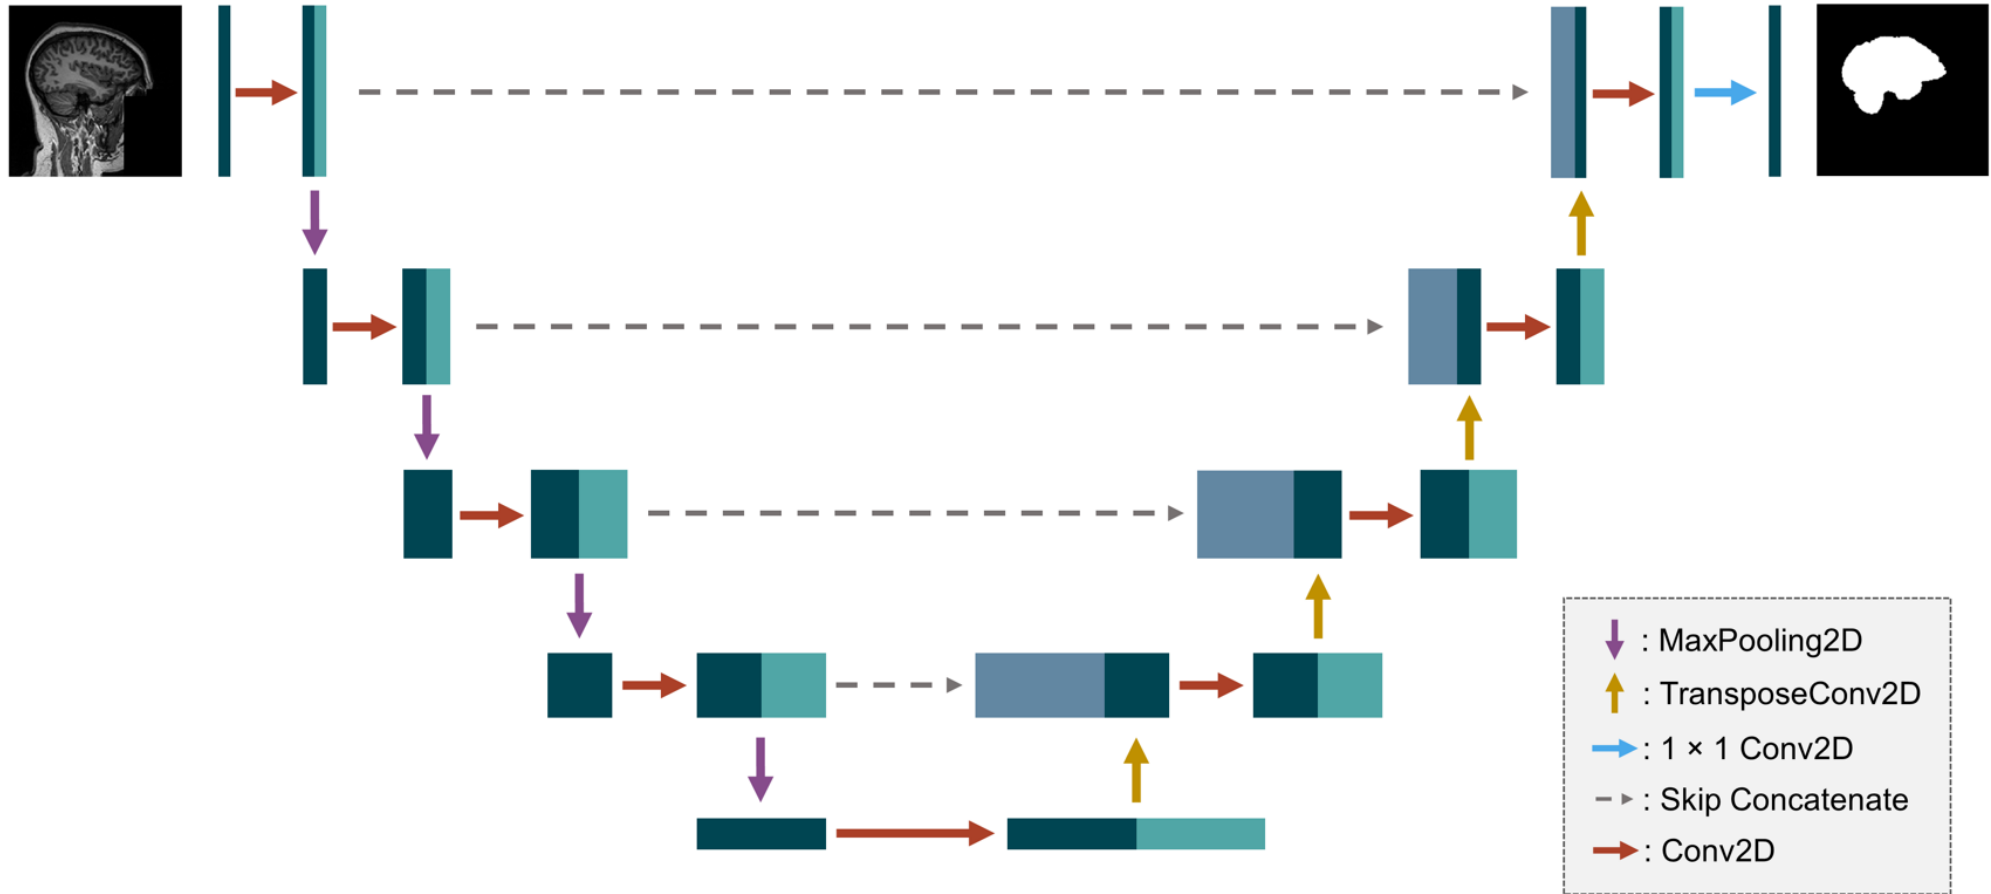 : MaxPooling2D
: TransposeConv2D
: 1 × 1 Conv2D
: Skip Concatenate
: Conv2D